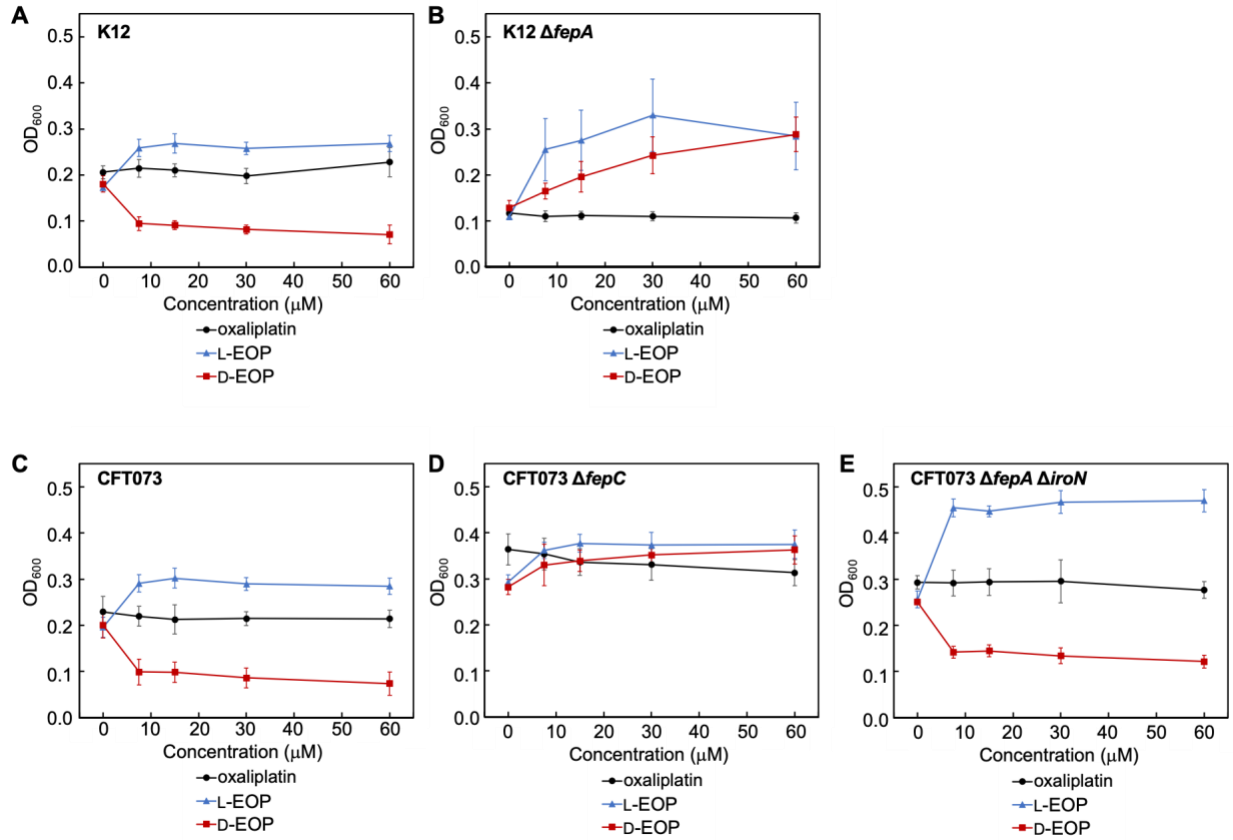 A
K12
0.5
0.4
0.3
0.2
0.1
0.0
OD600
0 10 20 30 40 50 60
Concentration (μM)
oxaliplatin
L-EOP
D-EOP
B
K12 ΔfepA
0.5
0.4
0.3
0.2
0.1
0.0
OD600
0 10 20 30 40 50 60
Concentration (μM)
oxaliplatin
L-EOP
D-EOP
C
CFT073
0.5
0.4
0.3
0.2
0.1
0.0
OD600
0 10 20 30 40 50 60
Concentration (μM)
oxaliplatin
L-EOP
D-EOP
D
CFT073 ΔfepC
0.5
0.4
0.3
0.2
0.1
0.0
OD600
0 10 20 30 40 50 60
Concentration (μM)
oxaliplatin
L-EOP
D-EOP
E
CFT073 ΔfepA ΔiroN
0.5
0.4
0.3
0.2
0.1
0.0
OD600
0 10 20 30 40 50 60
Concentration (μM)
oxaliplatin
L-EOP
D-EOP